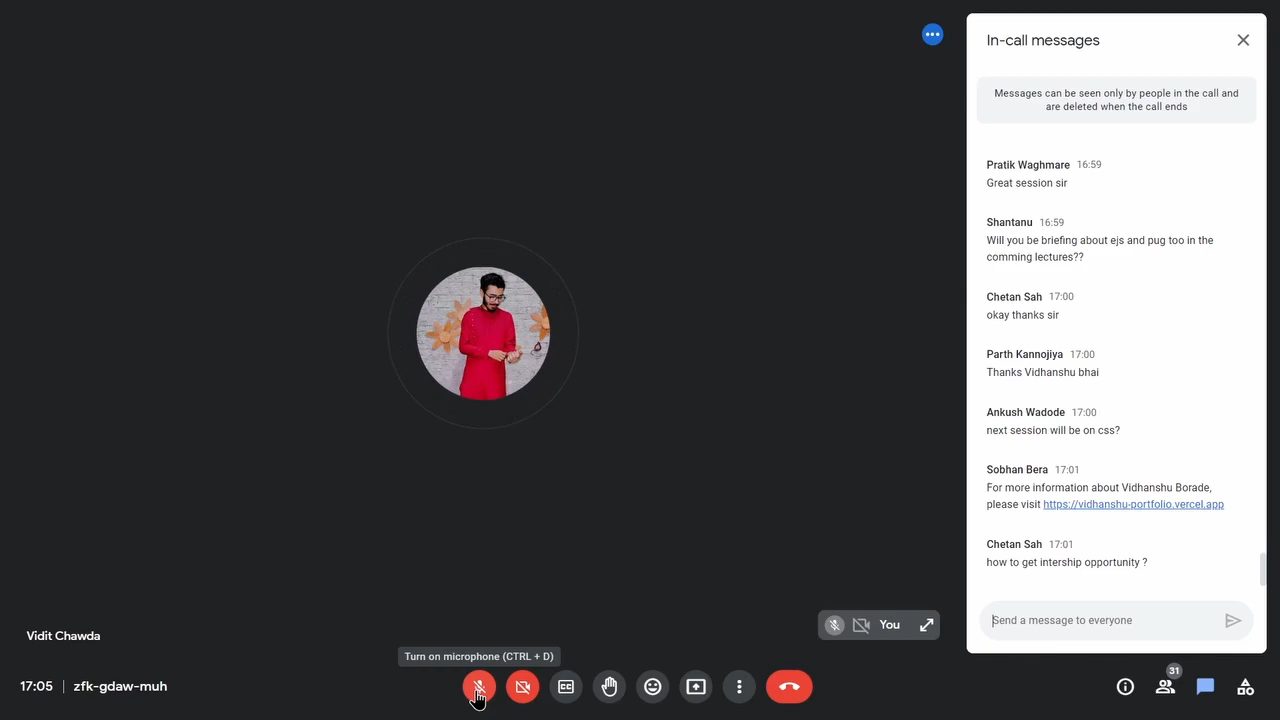 In-call messages
Messages can be seen only by people in the call and
are deleted when the call ends
Pratik Waghmare 16:59
Great session sir
Shantanu 16:59
Will you be briefing about ejs and pug too in the
comming lectures??
Chetan Sah 17:00
okay thanks sir
Parth Kannojiya 17:00
Thanks Vidhanshu bhai
Ankush Wadode 17:00
next session will be on css?
Sobhan Bera 17:01
For more information about Vidhanshu Borade,
please visit https://vidhanshu-portfolio.vercel.app
Chetan Sah 17:01
how to get intership opportunity ?
Send a message to everyone
You
Vidit Chawda
Turn on microphone (CTRL + D)
17:05 | zfk-gdaw-muh
CC
31